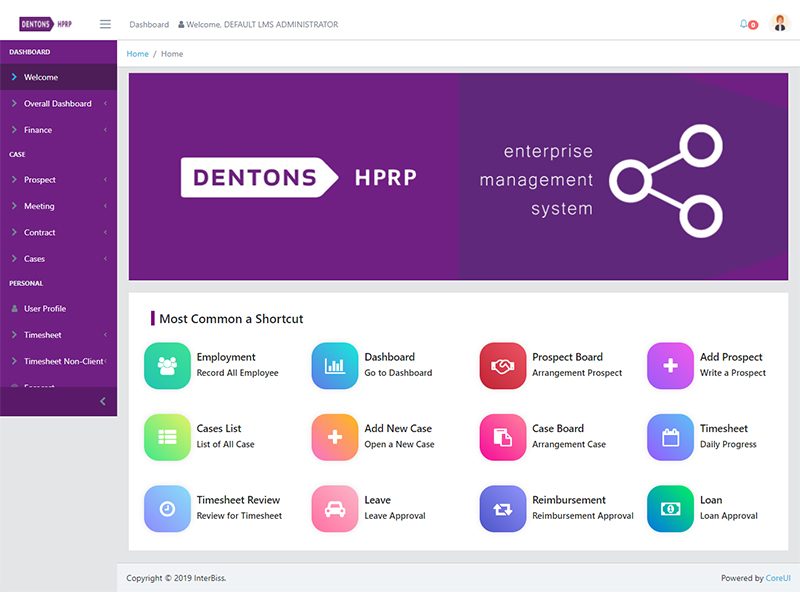 DENTONS HPRP
Dashboard
Welcome, DEFAULT LMS ADMINISTRATOR
0
DASHBOARD
Welcome
Overall Dashboard
Finance
CASE
Prospect
Meeting
Contract
Cases
PERSONAL
User Profile
Timesheet
Timesheet Non-Client
Forecast
Home / Home
DENTONS HPRP
enterprise
management
system
Most Common a Shortcut
Employment
Record All Employee
Dashboard
Go to Dashboard
Prospect Board
Arrangement Prospect
Add Prospect
Write a Prospect
Cases List
List of All Case
Add New Case
Open a New Case
Case Board
Arrangement Case
Timesheet
Daily Progress
Timesheet Review
Review for Timesheet
Leave
Leave Approval
Reimbursement
Reimbursement Approval
Loan
Loan Approval
Copyright © 2019 InterBiss.
Powered by CoreUI